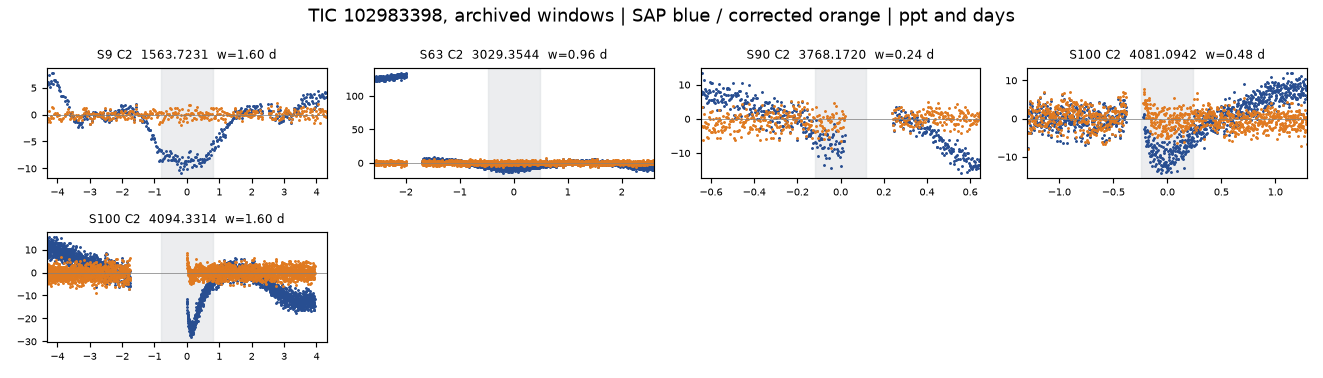 TIC 102983398, archived windows | SAP blue / corrected orange | ppt and days
S9 C2 1563.7231 w=1.60 d
S63 C2 3029.3544 w=0.96 d
S90 C2 3768.1720 w=0.24 d
S100 C2 4081.0942 w=0.48 d
5
0
−5
−10
−4 −3 −2 −1 0 1 2 3 4
100
50
0
−2 −1 0 1 2
10
0
−10
−0.6 −0.4 −0.2 0.0 0.2 0.4 0.6
10
0
−10
−1.0 −0.5 0.0 0.5 1.0
S100 C2 4094.3314 w=1.60 d
10
0
−10
−20
−30
−4 −3 −2 −1 0 1 2 3 4